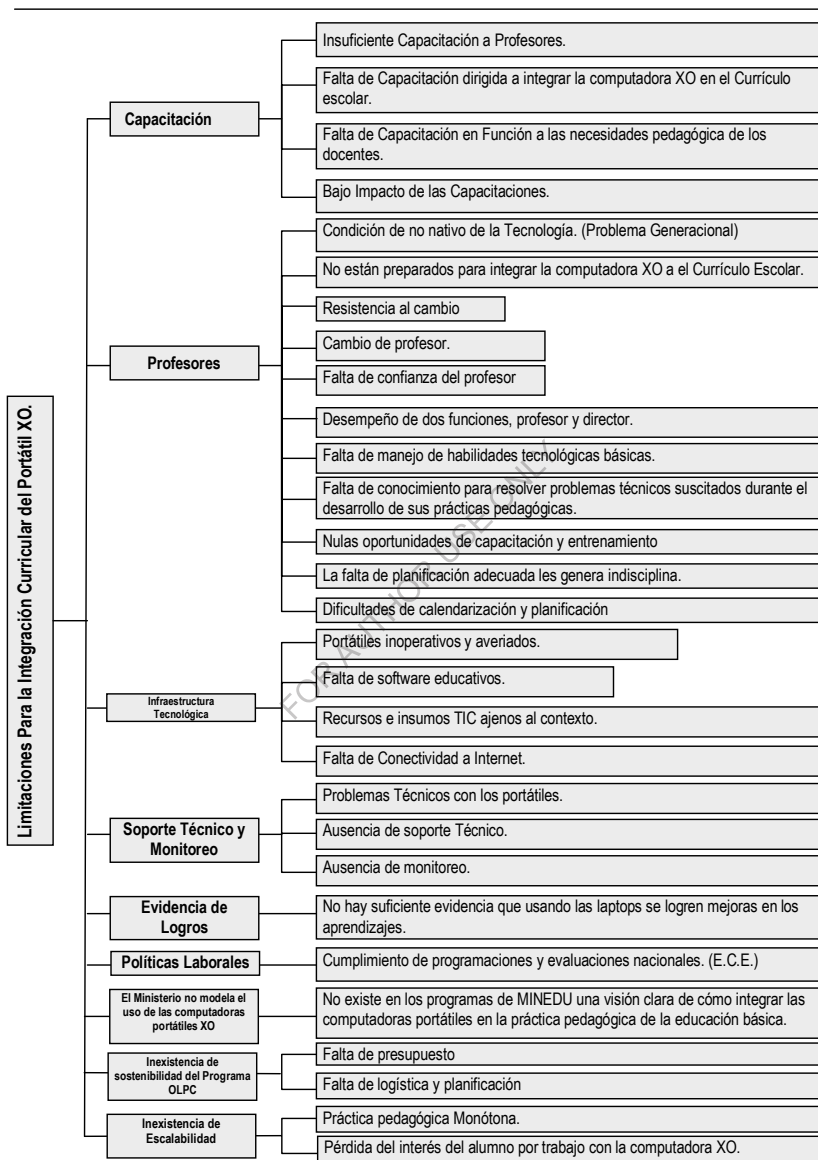 Limitaciones Para la Integración Curricular del Portátil XO.
Capacitación
Insuficiente Capacitación a Profesores.
Falta de Capacitación dirigida a integrar la computadora XO en el Currículo
escolar.
Falta de Capacitación en Función a las necesidades pedagógica de los
docentes.
Bajo Impacto de las Capacitaciones.
Profesores
Condición de no nativo de la Tecnología. (Problema Generacional)
No están preparados para integrar la computadora XO a el Currículo Escolar.
Resistencia al cambio
Cambio de profesor.
Falta de confianza del profesor
Desempeño de dos funciones, profesor y director.
Falta de manejo de habilidades tecnológicas básicas.
Falta de conocimiento para resolver problemas técnicos suscitados durante el
desarrollo de sus prácticas pedagógicas.
Nulas oportunidades de capacitación y entrenamiento
La falta de planificación adecuada les genera indisciplina.
Dificultades de calendarización y planificación
Infraestructura
Tecnológica
Portátiles inoperativos y averiados.
Falta de software educativos.
Recursos e insumos TIC ajenos al contexto.
Falta de Conectividad a Internet.
Soporte Técnico y
Monitoreo
Problemas Técnicos con los portátiles.
Ausencia de soporte Técnico.
Ausencia de monitoreo.
Evidencia de
Logros
No hay suficiente evidencia que usando las laptops se logren mejoras en los
aprendizajes.
Políticas Laborales
Cumplimiento de programaciones y evaluaciones nacionales. (E.C.E.)
El Ministerio no modela el
uso de las computadoras
portátiles XO
No existe en los programas de MINEDU una visión clara de cómo integrar las
computadoras portátiles en la práctica pedagógica de la educación básica.
Inexistencia de
sostenibilidad del Programa
OLPC
Falta de presupuesto
Falta de logística y planificación
Inexistencia de
Escalabilidad
Práctica pedagógica Monótona.
Pérdida del interés del alumno por trabajo con la computadora XO.
FOR AUTHOR USE ONLY